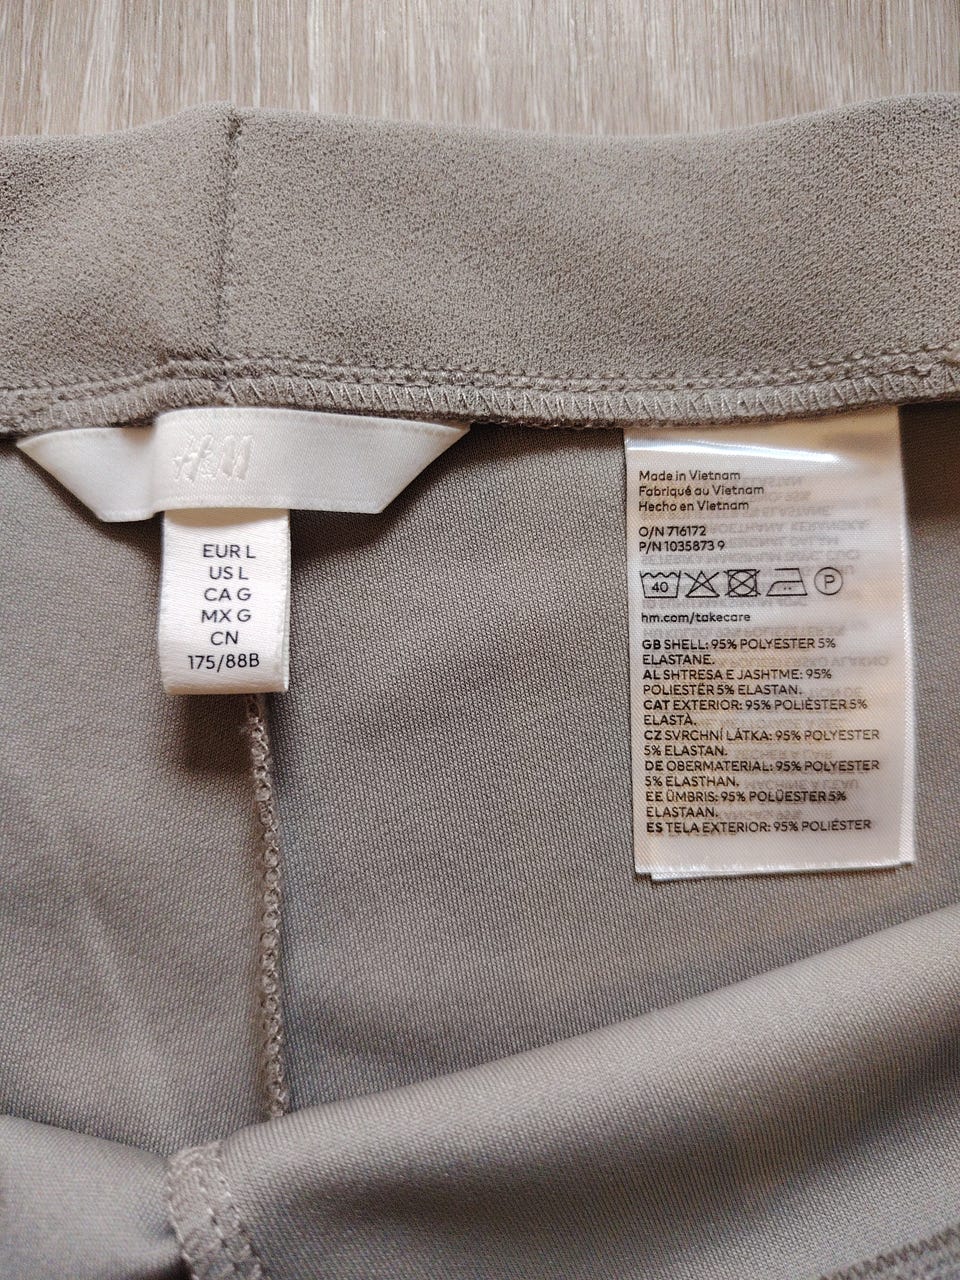 H&M
EUR L
US L
CA G
MX G
CN
175/88B
Made in Vietnam
Fabriqué au Vietnam
Hecho en Vietnam
O/N 716172
P/N 1035873 9
40
P
hm.com/takecare
GB SHELL: 95% POLYESTER 5%
ELASTANE.
AL SHTRESA E JASHTME: 95%
POLIESTËR 5% ELASTAN.
CAT EXTERIOR: 95% POLIÈSTER 5%
ELASTÀ.
CZ SVRCHNÍ LÁTKA: 95% POLYESTER
5% ELASTAN.
DE OBERMATERIAL: 95% POLYESTER
5% ELASTHAN.
EE ÜMBRIS: 95% POLÜESTER 5%
ELASTAAN.
ES TELA EXTERIOR: 95% POLIÉSTER